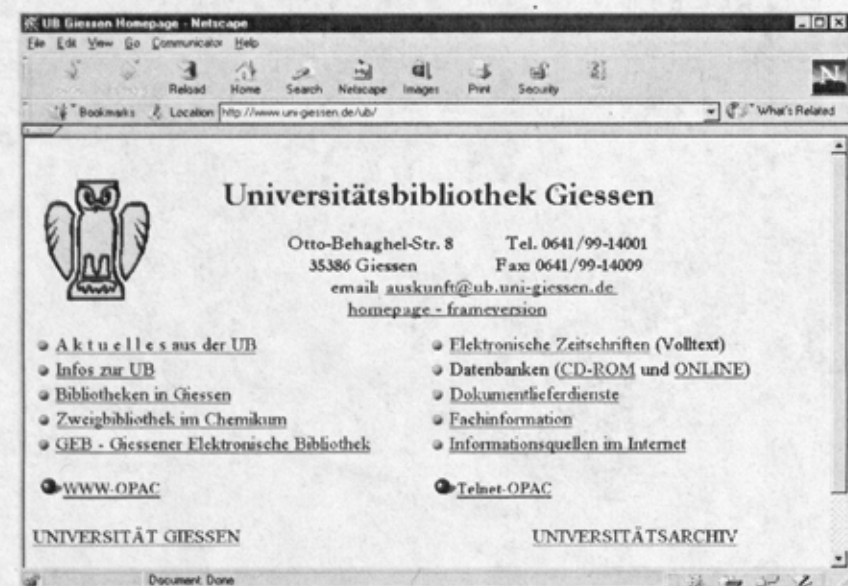 UB Giessen Homepage - Netscape
File Edit View Go Communicator Help
Reload Home Search Netscape Images Print Security
Bookmarks Location http://www.uni-giessen.de/ub/ What's Related
N
Universitätsbibliothek Giessen
Otto-Behaghel-Str. 8 Tel. 0641/99-14001
35386 Giessen Fax: 0641/99-14009
email: auskunft@ub.uni-giessen.de
homepage - frameversion
A k t u e l l e s aus der UB
Infos zur UB
Bibliotheken in Giessen
Zweigbibliothek im Chemikum
GEB - Giessener Elektronische Bibliothek
Elektronische Zeitschriften (Volltext)
Datenbanken (CD-ROM und ONLINE)
Dokumentlieferdienste
Fachinformation
Informationsquellen im Internet
WWW-OPAC
Telnet-OPAC
UNIVERSITÄT GIESSEN
UNIVERSITÄTSARCHIV
Document: Done